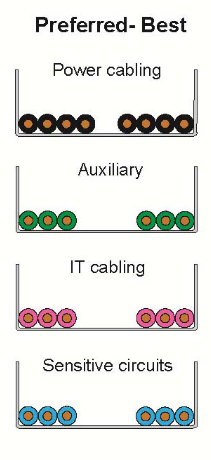 Preferred- Best
Power cabling
Auxiliary
IT cabling
Sensitive circuits